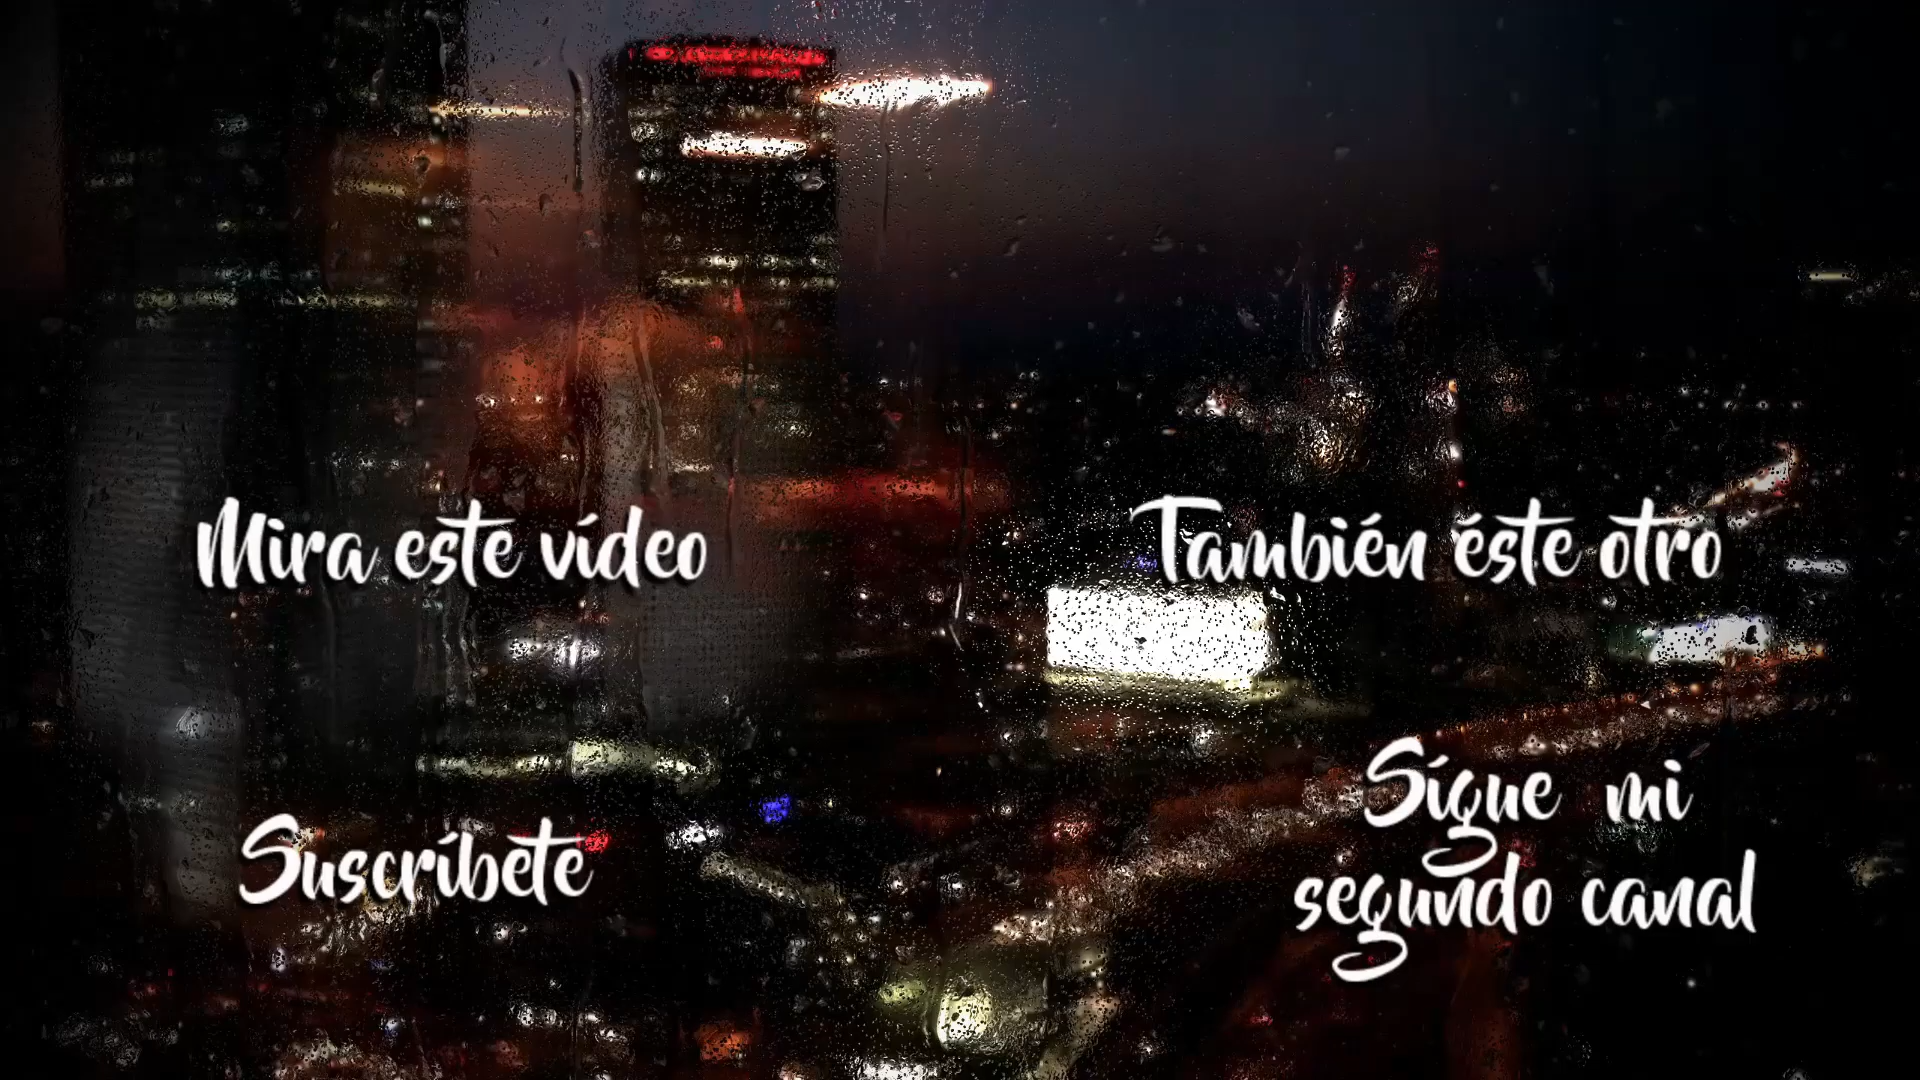 Mira este vídeo
También éste otro
Sígue mi
segundo canal
Suscríbete